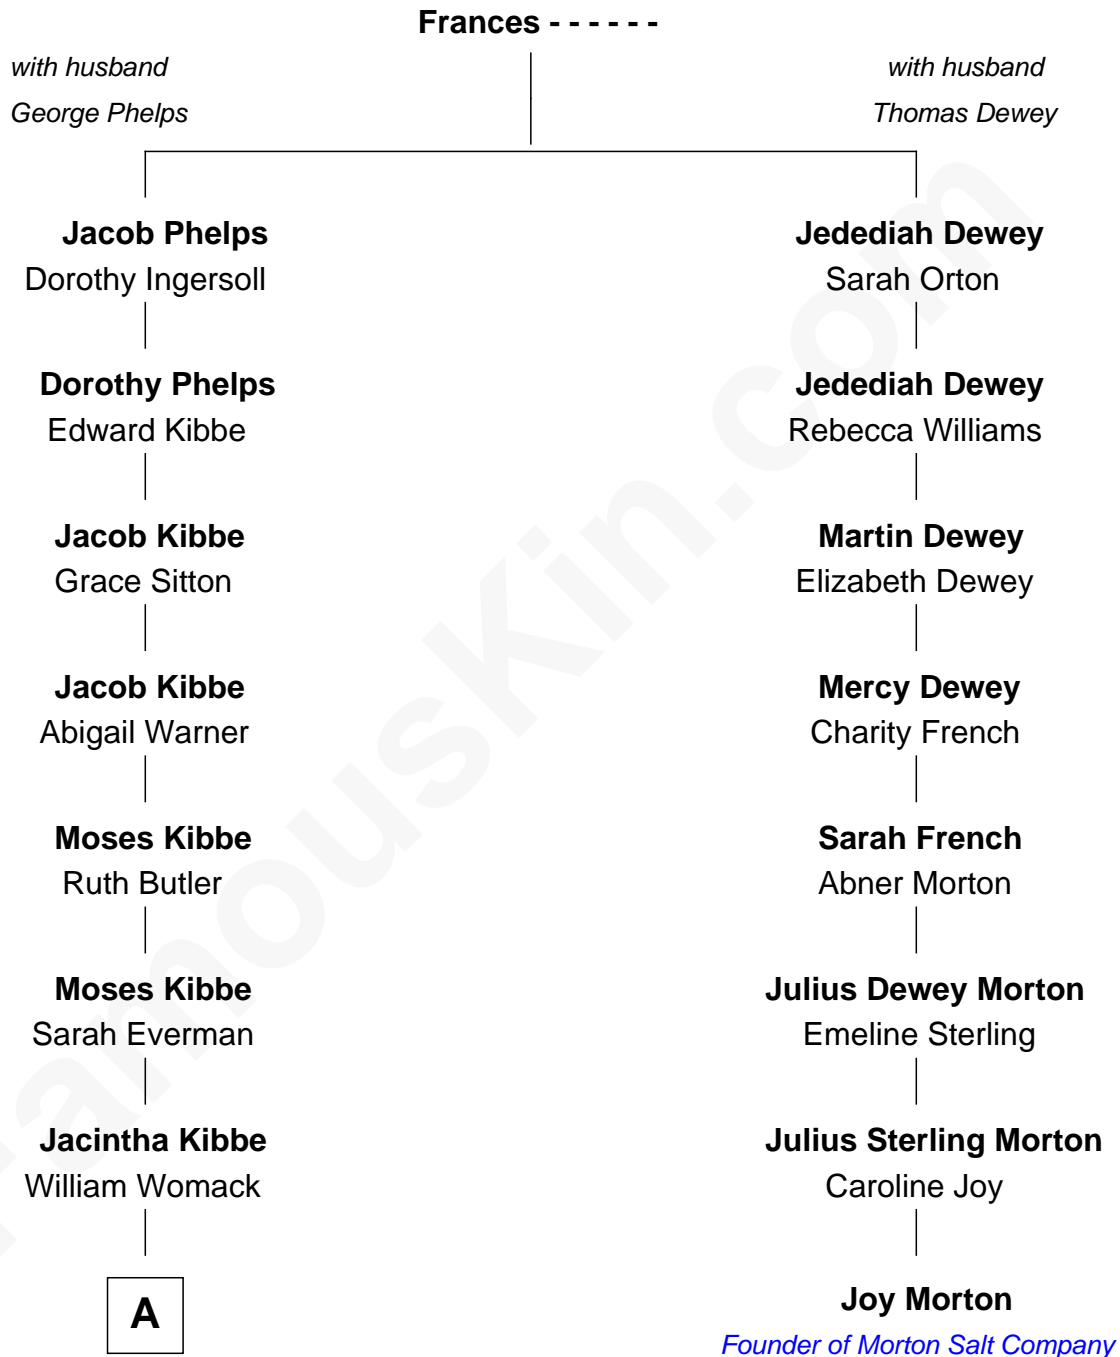 Frances - - - - - -
with husband
George Phelps
with husband
Thomas Dewey
Jacob Phelps
Dorothy Ingersoll
Jedediah Dewey
Sarah Orton
Dorothy Phelps
Edward Kibbe
Jedediah Dewey
Rebecca Williams
Jacob Kibbe
Grace Sitton
Martin Dewey
Elizabeth Dewey
Jacob Kibbe
Abigail Warner
Mercy Dewey
Charity French
Moses Kibbe
Ruth Butler
Sarah French
Abner Morton
Moses Kibbe
Sarah Everman
Julius Dewey Morton
Emeline Sterling
Jacintha Kibbe
William Womack
Julius Sterling Morton
Caroline Joy
A
Joy Morton
Founder of Morton Salt Company
FamousKin.com